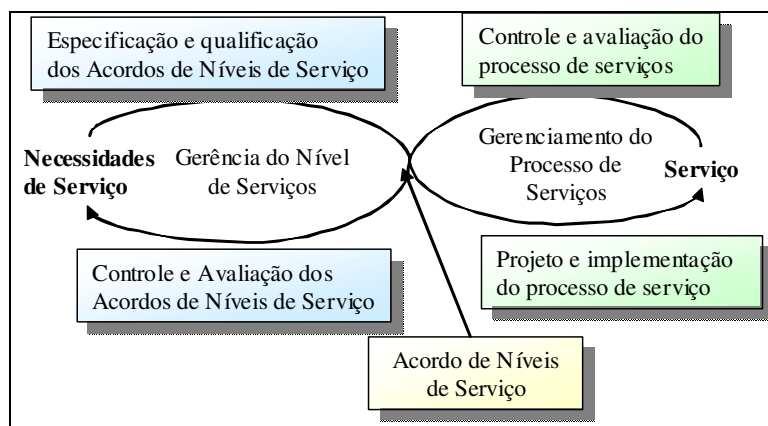 Especificação e qualificação
dos Acordos de Níveis de Serviço
Controle e avaliação do
processo de serviços
Necessidades
de Serviço
Gerência do Nível
de Serviços
Gerenciamento do
Processo de
Serviços
Serviço
Controle e Avaliação dos
Acordos de Níveis de Serviço
Projeto e implementação
do processo de serviço
Acordo de Níveis
de Serviço